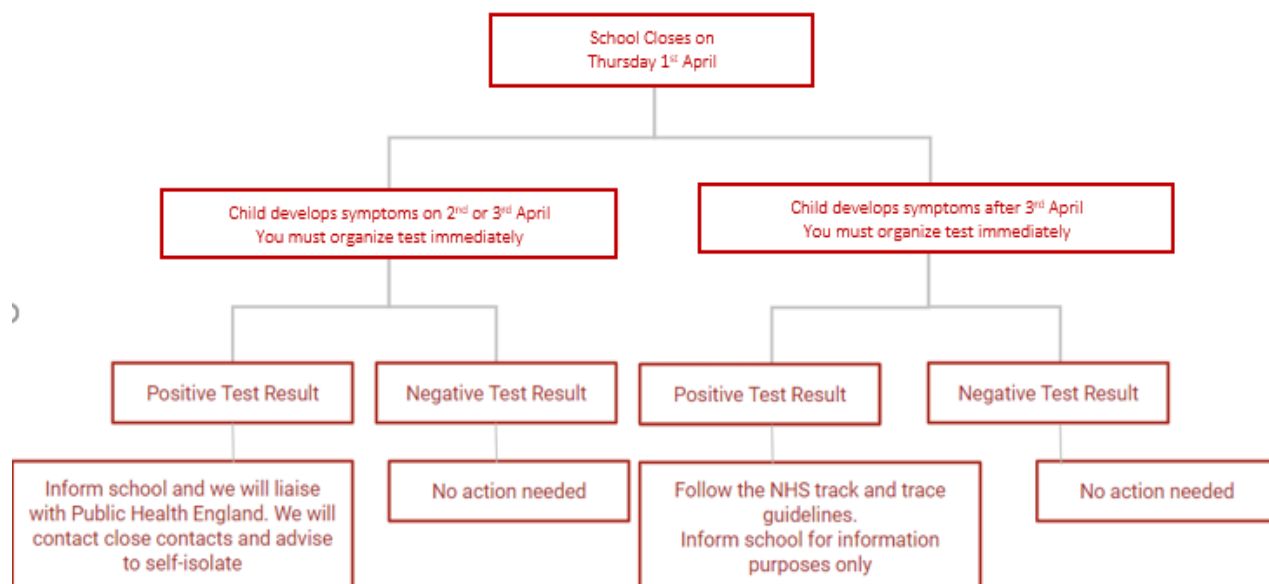 School Closes on
Thursday 1st April
Child develops symptoms on 2nd or 3rd April
You must organize test immediately
Child develops symptoms after 3rd April
You must organize test immediately
Positive Test Result
Negative Test Result
Positive Test Result
Negative Test Result
Inform school and we will liaise
with Public Health England. We will
contact close contacts and advise
to self-isolate
No action needed
Follow the NHS track and trace
guidelines.
Inform school for information
purposes only
No action needed